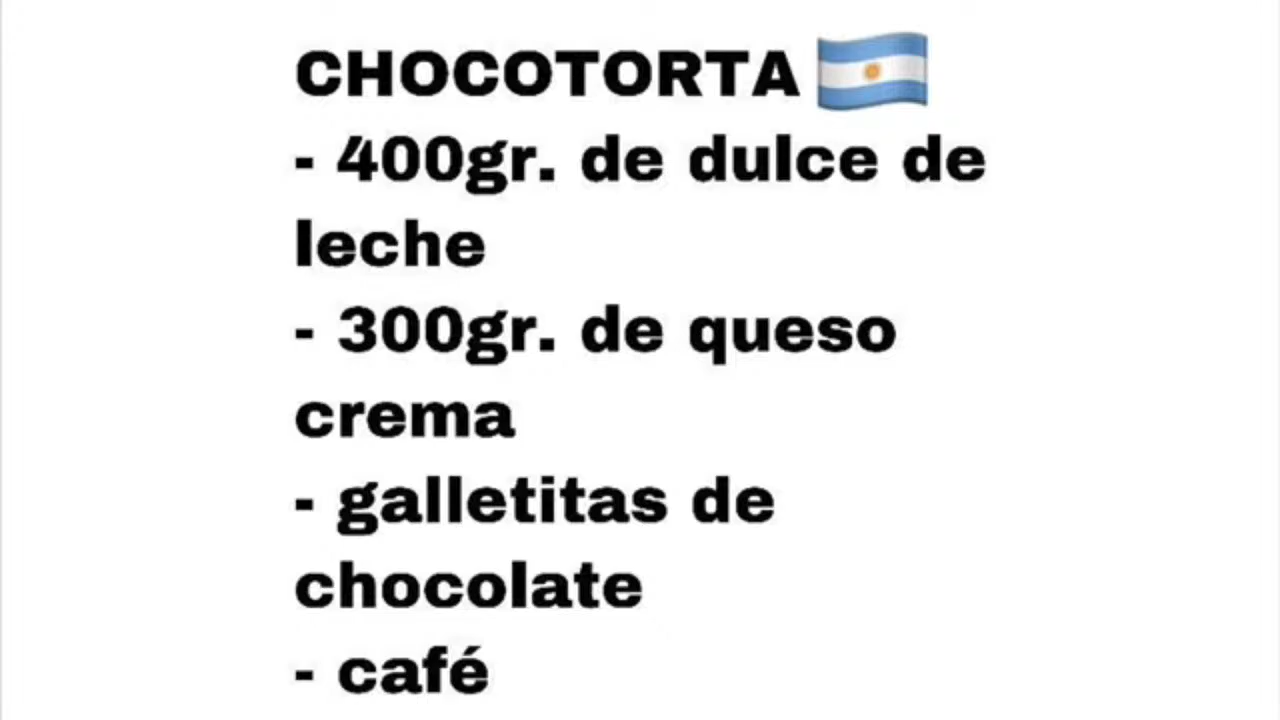 CHOCOTORTA 🇦🇷
- 400gr. de dulce de
leche
- 300gr. de queso
crema
- galletitas de
chocolate
- café